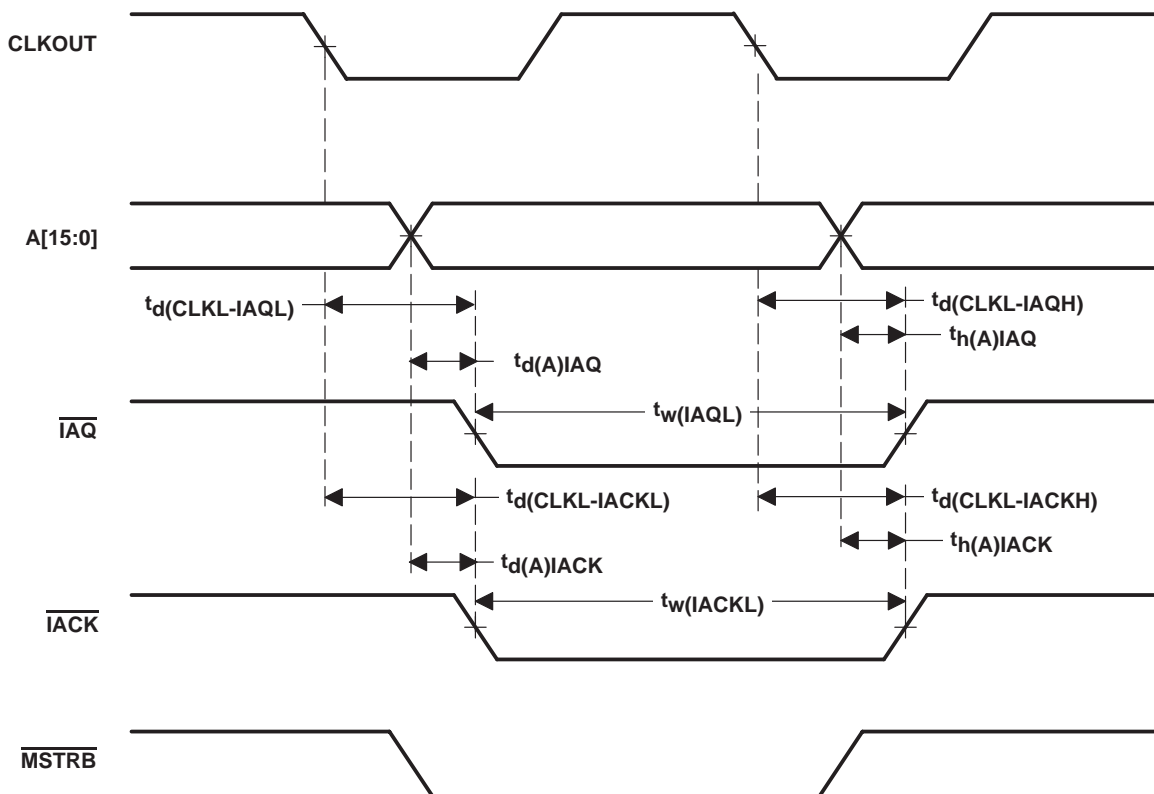 CLKOUT
A[15:0]
td(CLKL-IAQL)
td(CLKL-IAQH)
th(A)IAQ
td(A)IAQ
IAQ
tw(IAQL)
td(CLKL-IACKL)
td(CLKL-IACKH)
th(A)IACK
td(A)IACK
IACK
tw(IACKL)
MSTRB